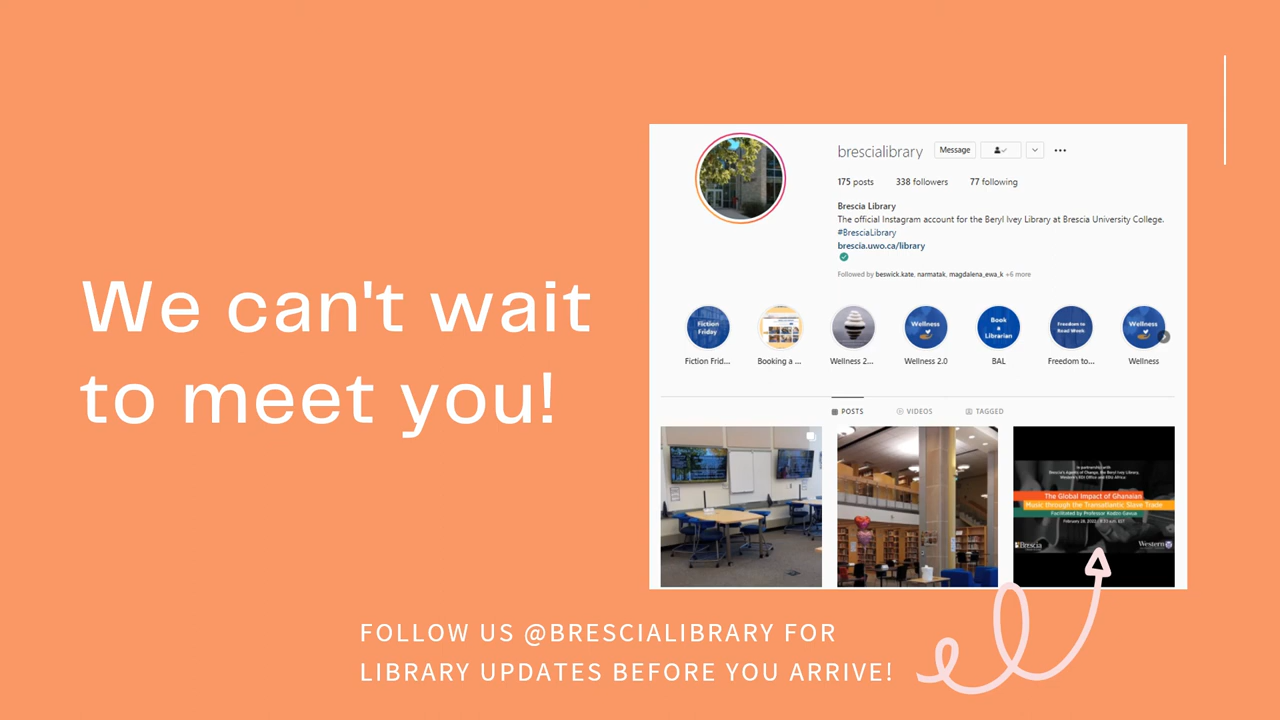 We can't wait
to meet you!
brescialibrary
Message
175 posts 338 followers 77 following
Brescia Library
The official Instagram account for the Beryl Ivey Library at Brescia University College.
#BresciaLibrary
brescia.uwo.ca/library
Followed by beswick.kate, narmatak, magdalena_ewa_k +6 more
Fiction
Friday
Wellness
Book
a
Librarian
Freedom to
Read Week
Wellness
Fiction Frid... Booking a ... Wellness 2... Wellness 2.0 BAL Freedom to... Wellness
POSTS VIDEOS TAGGED
In partnership with
The Global Impact of Ghanaian
Music through the Transatlantic Slave Trade
Brescia
Western
FOLLOW US @BRESCIALIBRARY FOR
LIBRARY UPDATES BEFORE YOU ARRIVE!